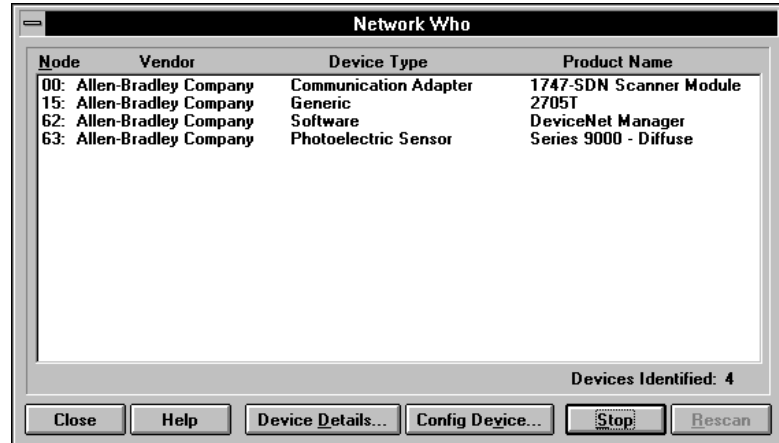 Network Who
Node Vendor Device Type Product Name
00: Allen-Bradley Company Communication Adapter 1747-SDN Scanner Module
15: Allen-Bradley Company Generic 2705T
62: Allen-Bradley Company Software DeviceNet Manager
63: Allen-Bradley Company Photoelectric Sensor Series 9000 - Diffuse
Devices Identified: 4
Close Help Device Details... Config Device... Stop Rescan